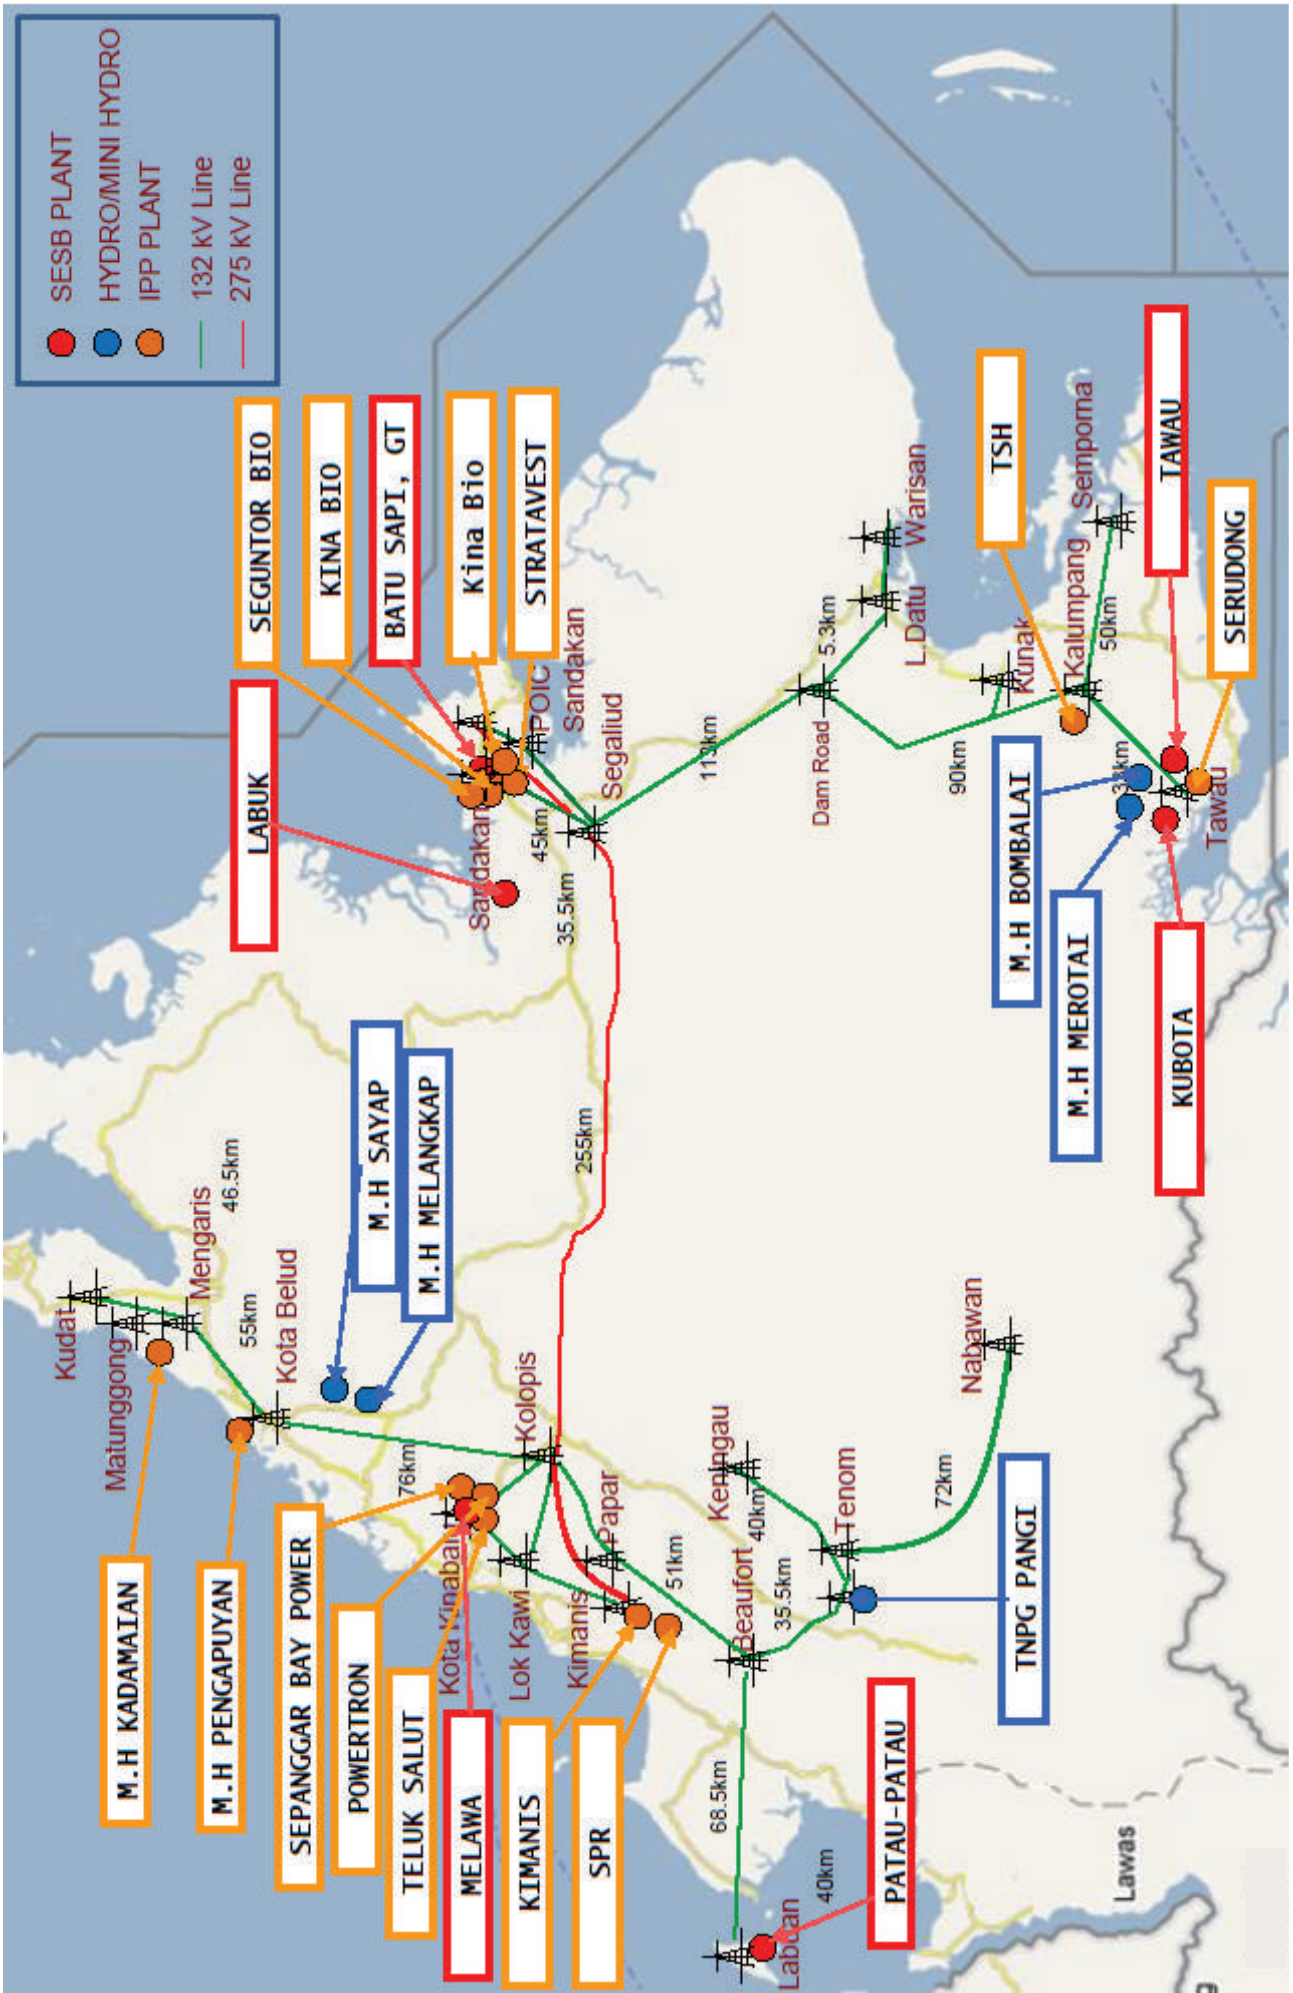 SESB PLANT
HYDRO/MINI HYDRO
IPP PLANT
132 kV Line
275 kV Line
Kudat
Matunggong
Mengaris
46.5km
55km
Kota Belud
M.H KADAMAIAN
M.H PENGAPUYAN
SEPANGGAR BAY POWER
POWERTRON
TELUK SALUT
MELAWA
KIMANIS
SPR
M.H SAYAP
M.H MELANGKAP
LABUK
SEGUNTOR BIO
KINA BIO
BATU SAPI, GT
Kina Bio
STRATAVEST
76km
Kota Kinabalu
Kolopis
Lok Kawi
Kimanis
Papar
51km
255km
Sandakan
45km
35.5km
POIC
Sandakan
Segaliud
113km
Keningau
40km
Beaufort
35.5km
Tenom
68.5km
Labuan
40km
PATAU-PATAU
TNPG PANGI
72km
Nabawan
Dam Road
5.3km
L.Datu
Warisan
90km
Kunak
TSH
Kalumpang
Semporna
50km
M.H BOMBALAI
M.H MEROTAI
KUBOTA
TAWAU
Tawau
SERUDONG
Lawas